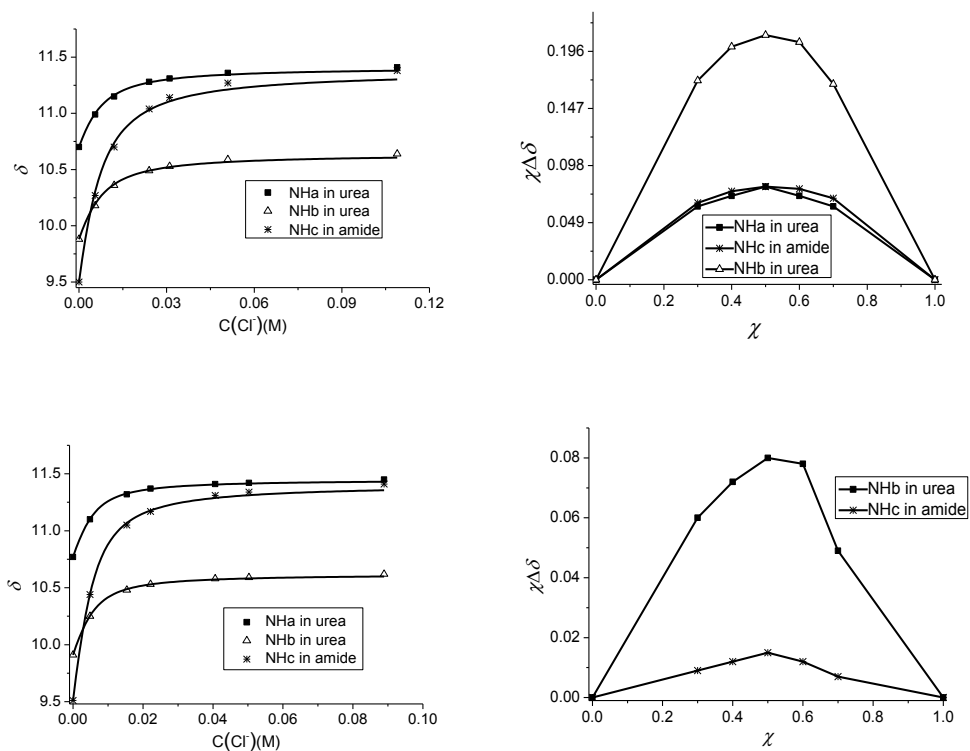 11.5
11.0
10.5
10.0
9.5
δ
0.00 0.03 0.06 0.09 0.12
C(Cl⁻)(M)
NHa in urea
NHb in urea
NHc in amide
0.196
0.147
0.098
0.049
0.000
χΔδ
0.0 0.2 0.4 0.6 0.8 1.0
χ
NHa in urea
NHc in amide
NHb in urea
11.5
11.0
10.5
10.0
9.5
δ
0.00 0.02 0.04 0.06 0.08 0.10
C(Cl⁻)(M)
NHa in urea
NHb in urea
NHc in amide
0.08
0.06
0.04
0.02
0.00
χΔδ
0.0 0.2 0.4 0.6 0.8 1.0
χ
NHb in urea
NHc in amide